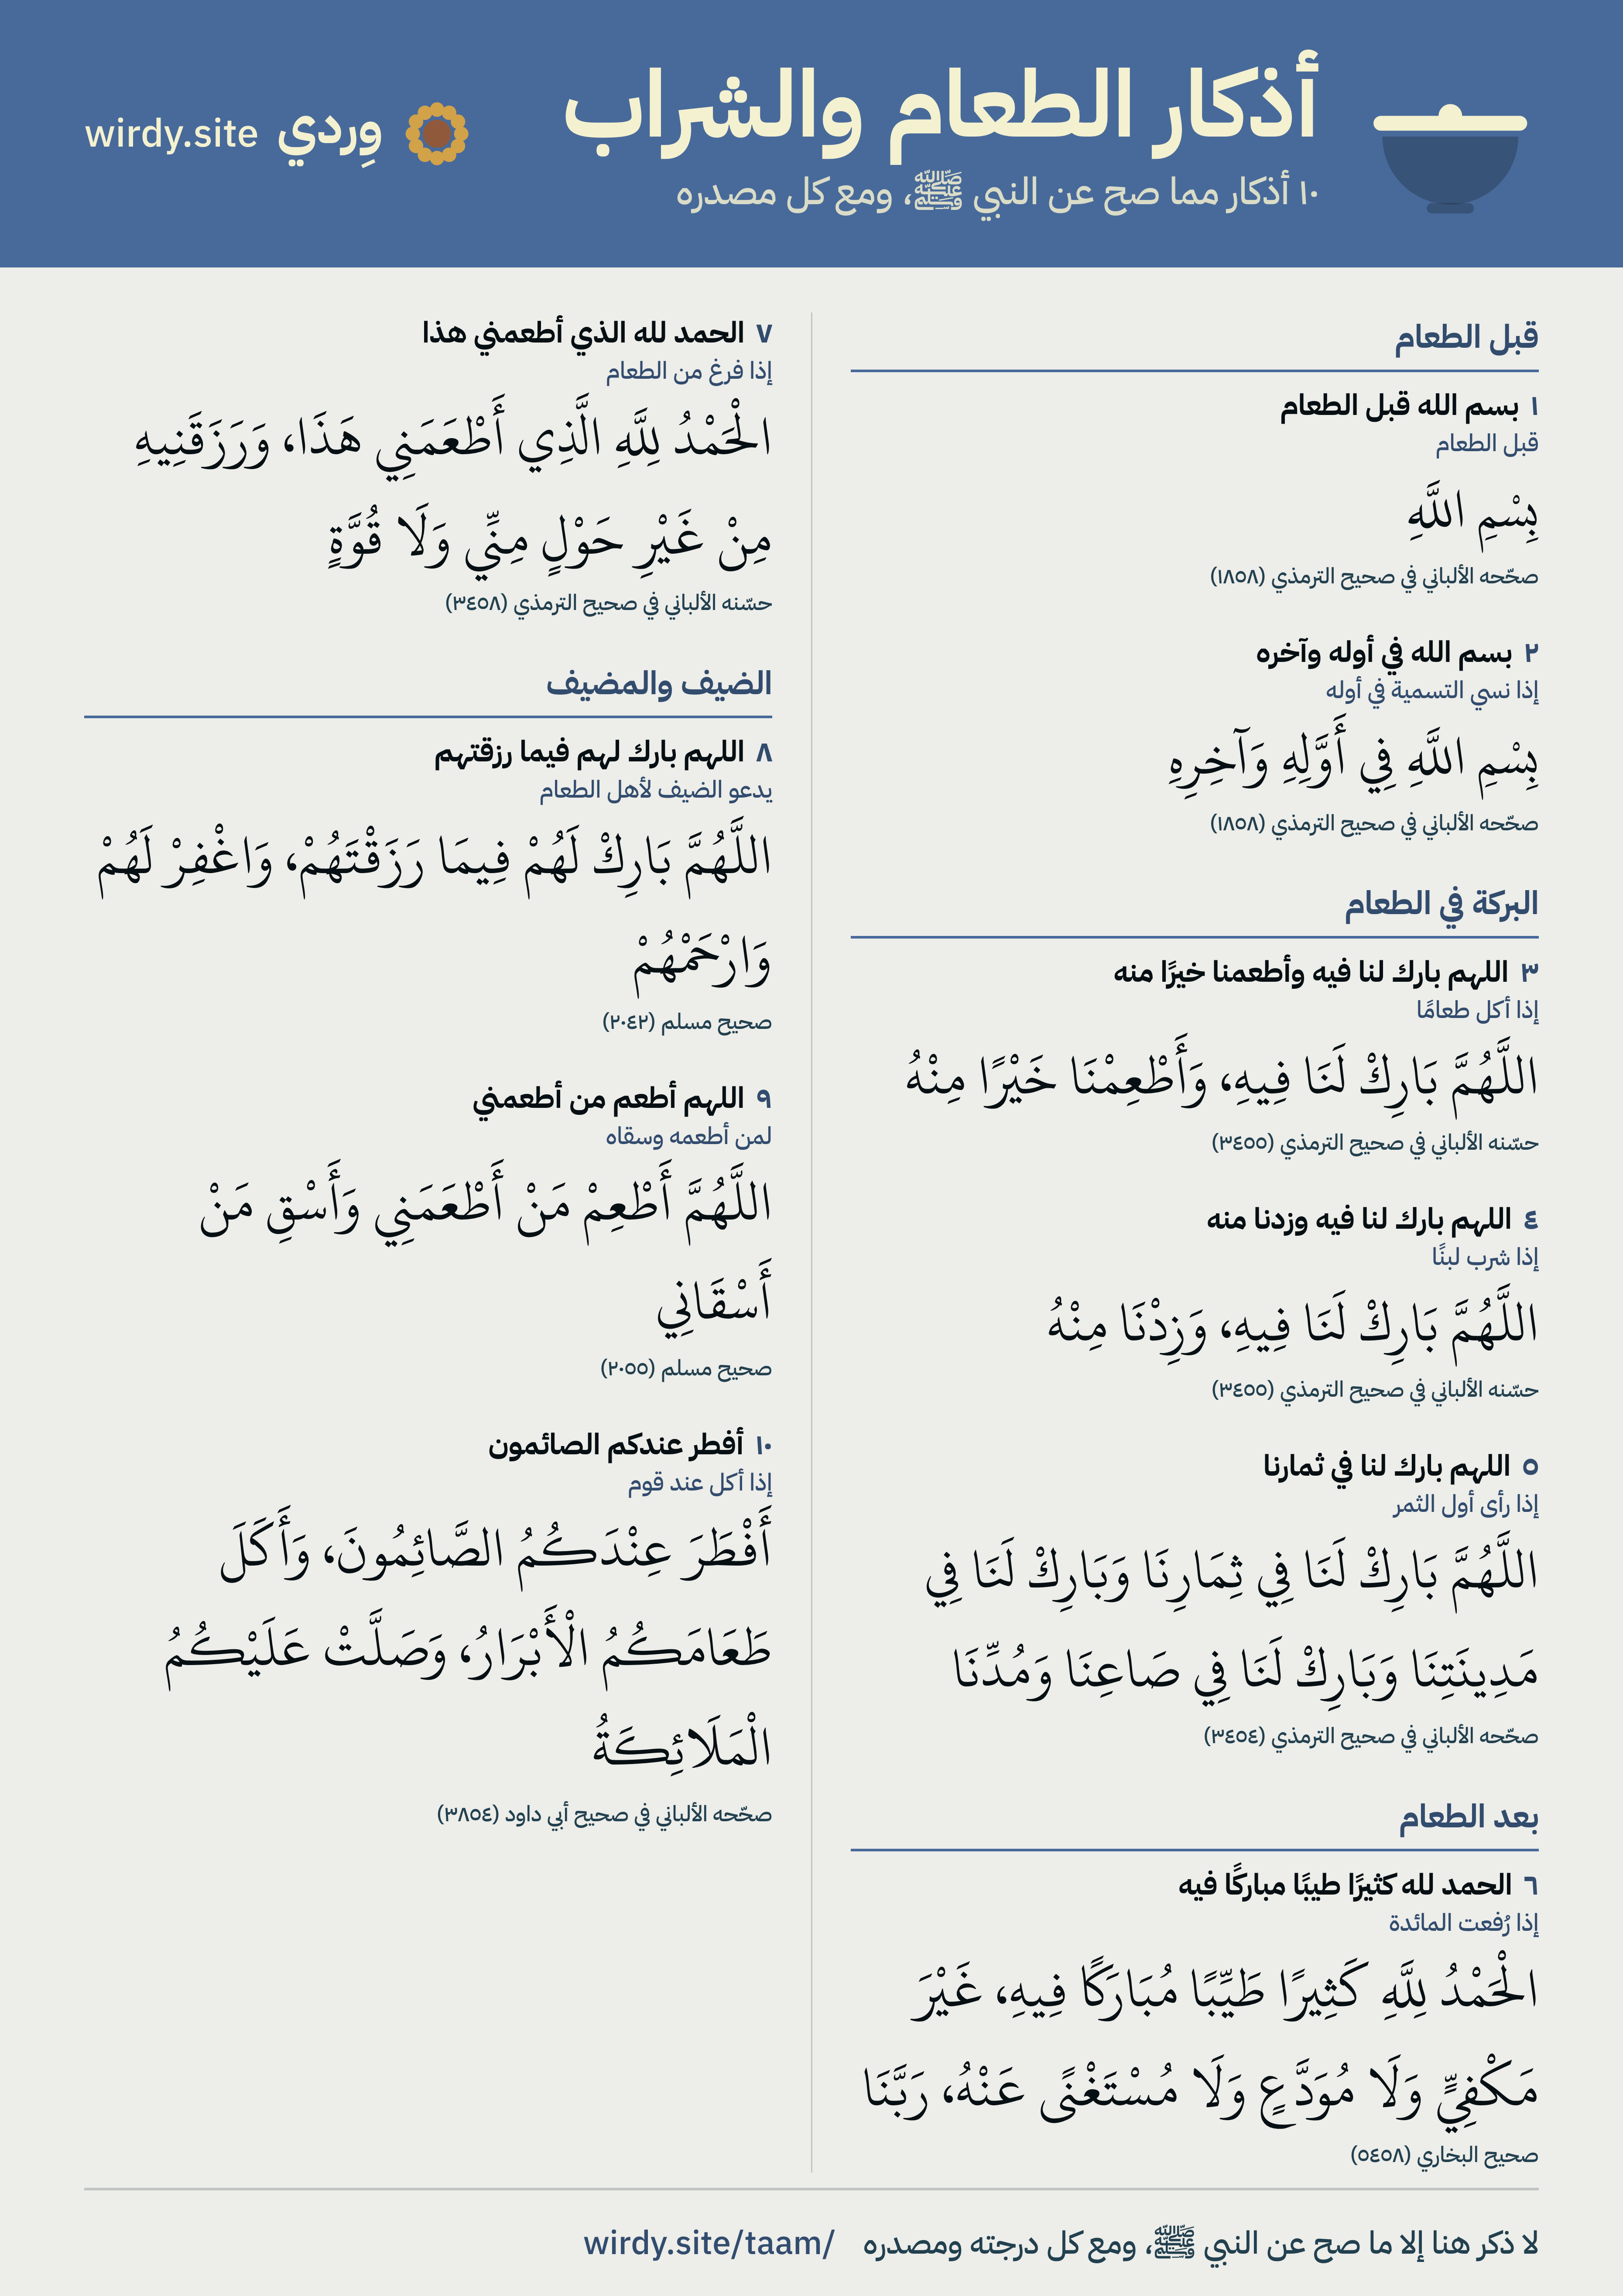 أذكار الطعام والشراب
١٠ أذكار مما صح عن النبي ﷺ، ومع كل مصدره
وِردي wirdy.site
قبل الطعام
١ بسم الله قبل الطعام
قبل الطعام
بِسْمِ اللَّهِ
صحّحه الألباني في صحيح الترمذي (١٨٥٨)
٢ بسم الله في أوله وآخره
إذا نسي التسمية في أوله
بِسْمِ اللَّهِ فِي أَوَّلِهِ وَآخِرِهِ
صحّحه الألباني في صحيح الترمذي (١٨٥٨)
البركة في الطعام
٣ اللهم بارك لنا فيه وأطعمنا خيرًا منه
إذا أكل طعامًا
اللَّهُمَّ بَارِكْ لَنَا فِيهِ، وَأَطْعِمْنَا خَيْرًا مِنْهُ
حسّنه الألباني في صحيح الترمذي (٣٤٥٥)
٤ اللهم بارك لنا فيه وزدنا منه
إذا شرب لبنًا
اللَّهُمَّ بَارِكْ لَنَا فِيهِ، وَزِدْنَا مِنْهُ
حسّنه الألباني في صحيح الترمذي (٣٤٥٥)
٥ اللهم بارك لنا في ثمارنا
إذا رأى أول الثمر
اللَّهُمَّ بَارِكْ لَنَا فِي ثِمَارِنَا وَبَارِكْ لَنَا فِي
مَدِينَتِنَا وَبَارِكْ لَنَا فِي صَاعِنَا وَمُدِّنَا
صحّحه الألباني في صحيح الترمذي (٣٤٥٤)
بعد الطعام
٦ الحمد لله كثيرًا طيبًا مباركًا فيه
إذا رُفعت المائدة
الْحَمْدُ لِلَّهِ كَثِيرًا طَيِّبًا مُبَارَكًا فِيهِ، غَيْرَ
مَكْفِيٍّ وَلَا مُوَدَّعٍ وَلَا مُسْتَغْنًى عَنْهُ، رَبَّنَا
صحيح البخاري (٥٤٥٨)
٧ الحمد لله الذي أطعمني هذا
إذا فرغ من الطعام
الْحَمْدُ لِلَّهِ الَّذِي أَطْعَمَنِي هَذَا، وَرَزَقَنِيهِ
مِنْ غَيْرِ حَوْلٍ مِنِّي وَلَا قُوَّةٍ
حسّنه الألباني في صحيح الترمذي (٣٤٥٨)
الضيف والمضيف
٨ اللهم بارك لهم فيما رزقتهم
يدعو الضيف لأهل الطعام
اللَّهُمَّ بَارِكْ لَهُمْ فِيمَا رَزَقْتَهُمْ، وَاغْفِرْ لَهُمْ
وَارْحَمْهُمْ
صحيح مسلم (٢٠٤٢)
٩ اللهم أطعم من أطعمني
لمن أطعمه وسقاه
اللَّهُمَّ أَطْعِمْ مَنْ أَطْعَمَنِي وَأَسْقِ مَنْ
أَسْقَانِي
صحيح مسلم (٢٠٥٥)
١٠ أفطر عندكم الصائمون
إذا أكل عند قوم
أَفْطَرَ عِنْدَكُمُ الصَّائِمُونَ، وَأَكَلَ
طَعَامَكُمُ الْأَبْرَارُ، وَصَلَّتْ عَلَيْكُمُ
الْمَلَائِكَةُ
صحّحه الألباني في صحيح أبي داود (٣٨٥٤)
لا ذكر هنا إلا ما صح عن النبي ﷺ، ومع كل درجته ومصدره wirdy.site/taam/